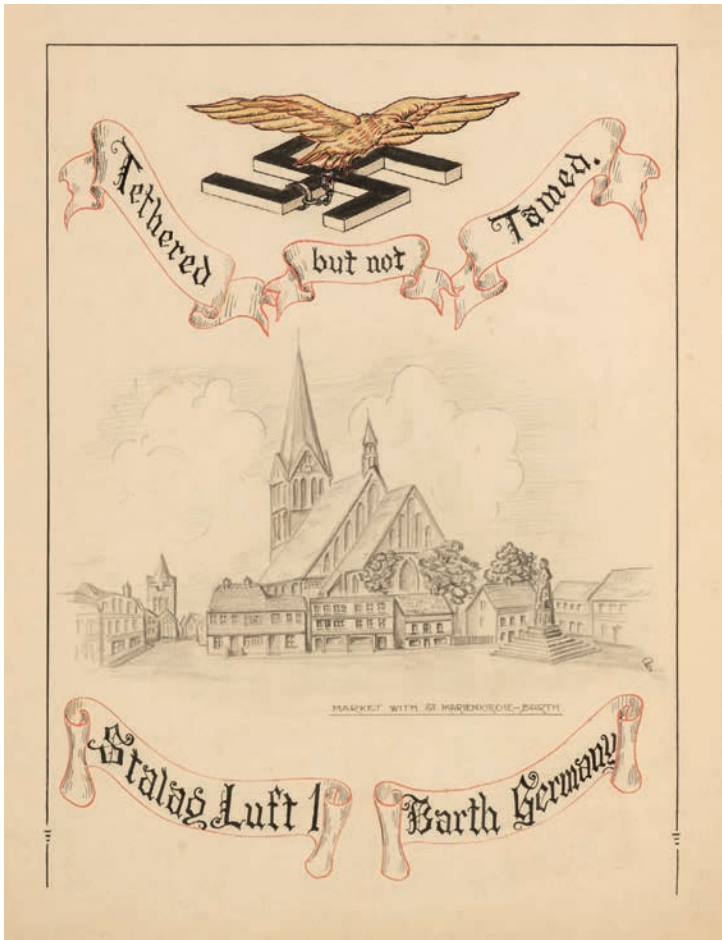 Tethered
but not
Tamed.
MARKET WITH ST MARIENKIRCHE-BARTH
Stalag Luft 1
Barth Germany